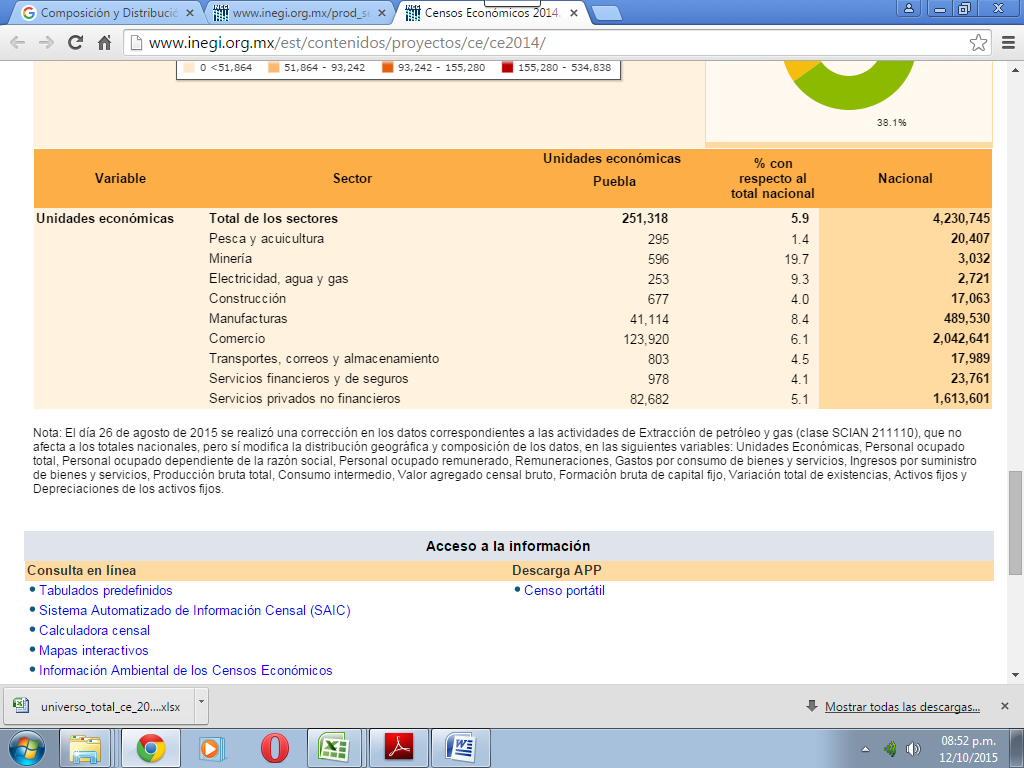 Composición y Distribució
www.inegi.org.mx/prod_se
Censos Económicos 2014.
www.inegi.org.mx/est/contenidos/proyectos/ce/ce2014/
0 <51,864 51,864 - 93,242 93,242 - 155,280 155,280 - 534,838
38.1%
Variable Sector Unidades económicas Puebla % con respecto al total nacional Nacional
Unidades económicas Total de los sectores 251,318 5.9 4,230,745
Pesca y acuicultura 295 1.4 20,407
Minería 596 19.7 3,032
Electricidad, agua y gas 253 9.3 2,721
Construcción 677 4.0 17,063
Manufacturas 41,114 8.4 489,530
Comercio 123,920 6.1 2,042,641
Transportes, correos y almacenamiento 803 4.5 17,989
Servicios financieros y de seguros 978 4.1 23,761
Servicios privados no financieros 82,682 5.1 1,613,601
Nota: El día 26 de agosto de 2015 se realizó una corrección en los datos correspondientes a las actividades de Extracción de petróleo y gas (clase SCIAN 211110), que no
afecta a los totales nacionales, pero sí modifica la distribución geográfica y composición de los datos, en las siguientes variables: Unidades Económicas, Personal ocupado
total, Personal ocupado dependiente de la razón social, Personal ocupado remunerado, Remuneraciones, Gastos por consumo de bienes y servicios, Ingresos por suministro
de bienes y servicios, Producción bruta total, Consumo intermedio, Valor agregado censal bruto, Formación bruta de capital fijo, Variación total de existencias, Activos fijos y
Depreciaciones de los activos fijos.
Acceso a la información
Consulta en línea Descarga APP
• Tabulados predefinidos • Censo portátil
• Sistema Automatizado de Información Censal (SAIC)
• Calculadora censal
• Mapas interactivos
• Información Ambiental de los Censos Económicos
universo_total_ce_20....xlsx Mostrar todas las descargas...
08:52 p.m.
12/10/2015